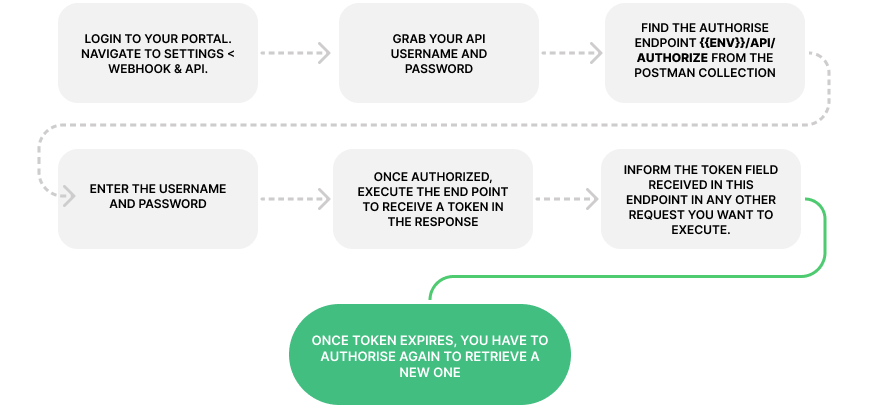 LOGIN TO YOUR PORTAL.
NAVIGATE TO SETTINGS <
WEBHOOK & API.
GRAB YOUR API
USERNAME AND
PASSWORD
FIND THE AUTHORISE
ENDPOINT {{ENV}}/API/
AUTHORIZE FROM THE
POSTMAN COLLECTION
ENTER THE USERNAME
AND PASSWORD
ONCE AUTHORIZED,
EXECUTE THE END POINT
TO RECEIVE A TOKEN IN
THE RESPONSE
INFORM THE TOKEN FIELD
RECEIVED IN THIS
ENDPOINT IN ANY OTHER
REQUEST YOU WANT TO
EXECUTE.
ONCE TOKEN EXPIRES, YOU HAVE TO
AUTHORISE AGAIN TO RETRIEVE A
NEW ONE